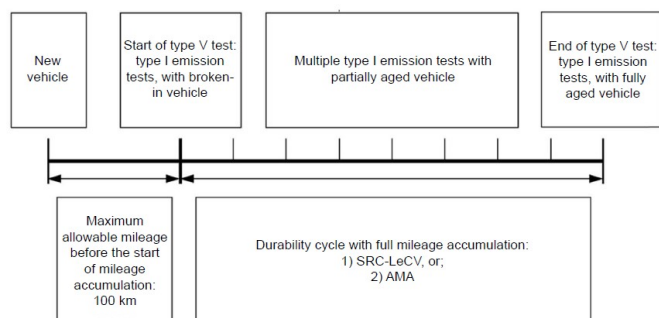 New
vehicle
Start of type V test:
type I emission
tests, with broken-
in vehicle
Multiple type I emission tests with
partially aged vehicle
End of type V test:
type I emission
tests, with fully
aged vehicle
Maximum
allowable mileage
before the start
of mileage
accumulation:
100 km
Durability cycle with full mileage accumulation:
1) SRC-LeCV, or;
2) AMA